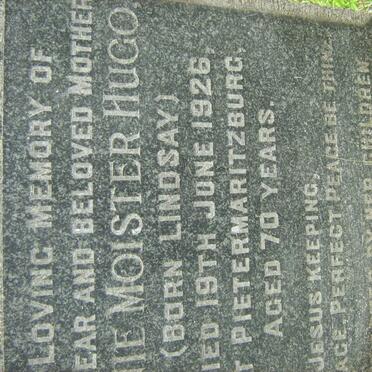 LOVING MEMORY OF
EAR AND BELOVED MOTHER
IE MOISTER HUGO,
(BORN LINDSAY)
IED 19TH JUNE 1926,
T PIETERMARITZBURG,
AGED 70 YEARS.
JESUS KEEPING,
ACE, PERFECT PEACE BE THINE
CHILDREN